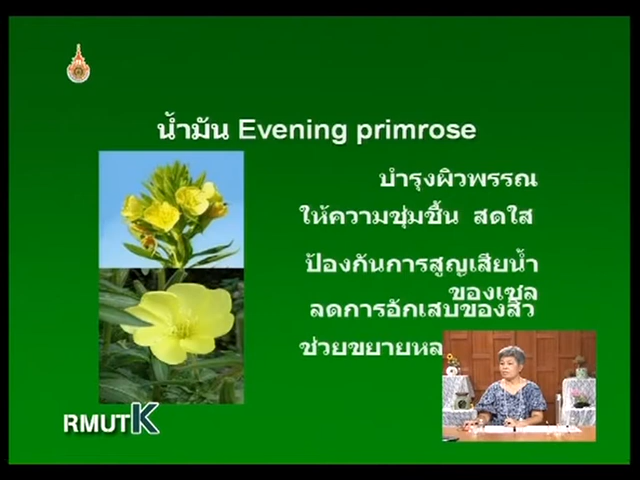 น้ำมัน Evening primrose
บำรุงผิวพรรณ
ให้ความชุ่มชื้น สดใส
ป้องกันการสูญเสียน้ำ
ของเซล
ลดการอักเสบของสิว
ช่วยขยายหล
RMUTK